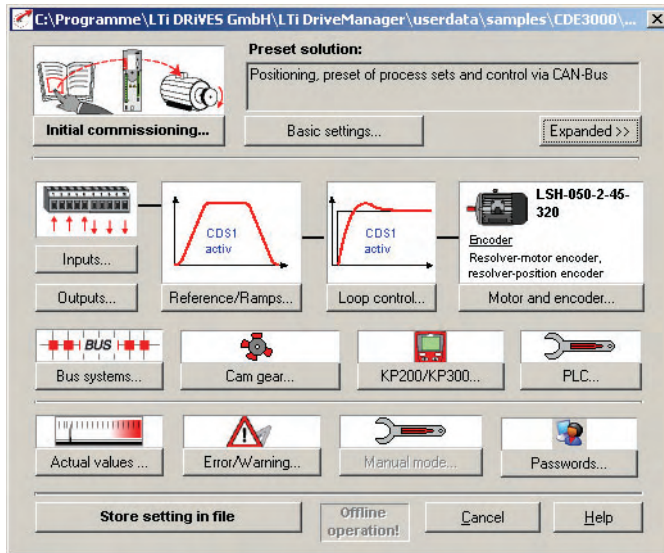 C:\Programme\LTi DRiVES GmbH\LTi DriveManager\userdata\samples\CDE3000\...
Preset solution:
Positioning, preset of process sets and control via CAN-Bus
Initial commissioning...
Basic settings...
Expanded >>
CDS1
activ
CDS1
activ
LSH-050-2-45-
320
Encoder
Resolver-motor encoder,
resolver-position encoder
Inputs...
Outputs...
Reference/Ramps...
Loop control...
Motor and encoder...
BUS
Bus systems...
Cam gear...
KP200/KP300...
PLC...
Actual values ...
Error/Warning...
Manual mode...
Passwords...
Store setting in file
Offline
operation!
Cancel
Help